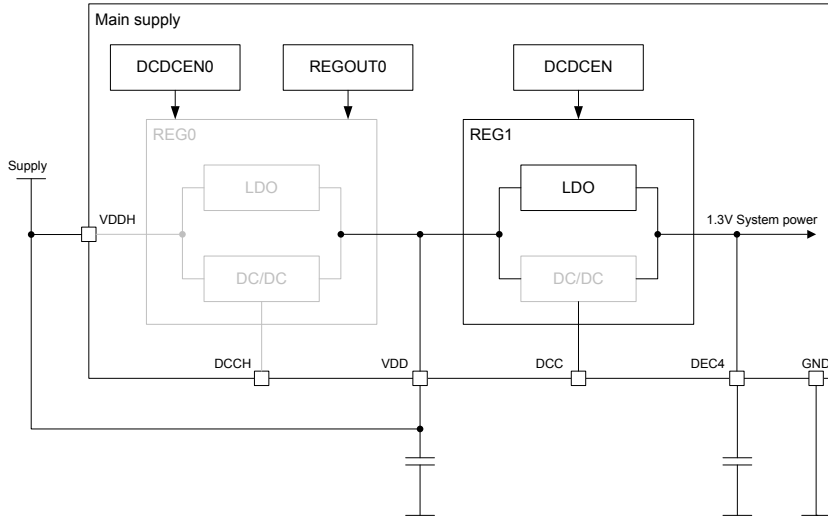 Main supply
DCDCEN0
REGOUT0
DCDCEN
REG0
REG1
Supply
LDO
LDO
VDDH
1.3V System power
DC/DC
DC/DC
DCCH
VDD
DCC
DEC4
GND